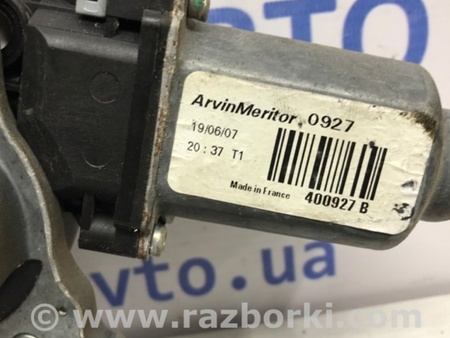 ArvinMeritor 0927
19/06/07
20 : 37 T1
Made in France 400927 B
vto.ua
© www.razborki.com